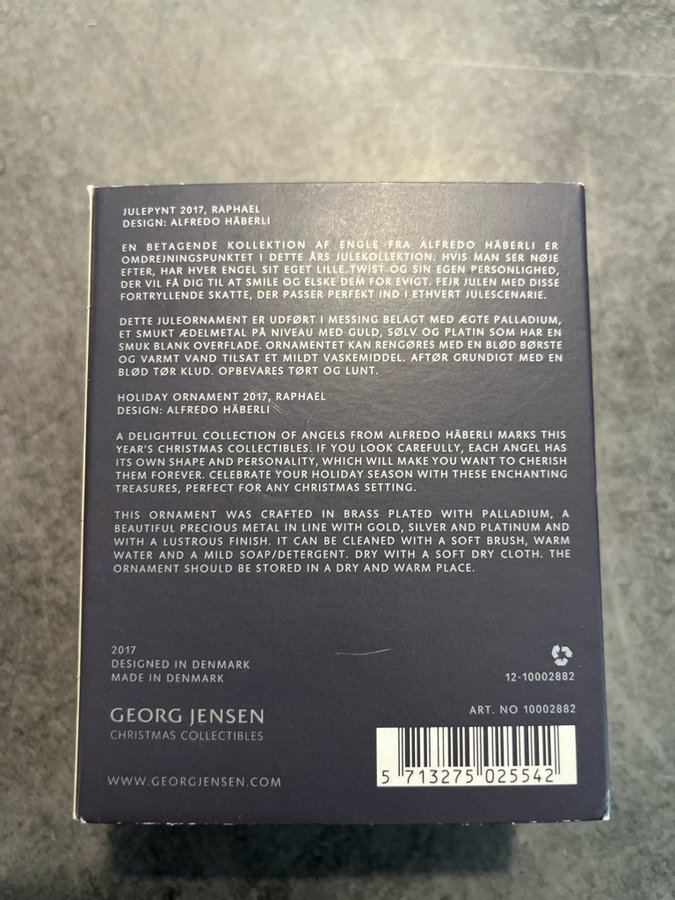 JULEPYNT 2017, RAPHAEL
DESIGN: ALFREDO HÄBERLI
EN BETAGENDE KOLLEKTION AF ENGLE FRA ALFREDO HÄBERLI ER
OMDREJNINGSPUNKTET I DETTE ÅRS JULEKOLLEKTION. HVIS MAN SER NØJE
EFTER, HAR HVER ENGEL SIT EGET LILLE TWIST OG SIN EGEN PERSONLIGHED,
DER VIL FÅ DIG TIL AT SMILE OG ELSKE DEM FOR EVIGT. FEJR JULEN MED DISSE
FORTRYLLENDE SKATTE, DER PASSER PERFEKT IND I ETHVERT JULESCENARIE.
DETTE JULEORNAMENT ER UDFØRT I MESSING BELAGT MED ÆGTE PALLADIUM,
ET SMUKT ÆDELMETAL PÅ NIVEAU MED GULD, SØLV OG PLATIN SOM HAR EN
SMUK BLANK OVERFLADE. ORNAMENTET KAN RENGØRES MED EN BLØD BØRSTE
OG VARMT VAND TILSAT ET MILDT VASKEMIDDEL. AFTØR GRUNDIGT MED EN
BLØD TØR KLUD. OPBEVARES TØRT OG LUNT.
HOLIDAY ORNAMENT 2017, RAPHAEL
DESIGN: ALFREDO HÄBERLI
A DELIGHTFUL COLLECTION OF ANGELS FROM ALFREDO HÄBERLI MARKS THIS
YEAR'S CHRISTMAS COLLECTIBLES. IF YOU LOOK CAREFULLY, EACH ANGEL HAS
ITS OWN SHAPE AND PERSONALITY, WHICH WILL MAKE YOU WANT TO CHERISH
THEM FOREVER. CELEBRATE YOUR HOLIDAY SEASON WITH THESE ENCHANTING
TREASURES, PERFECT FOR ANY CHRISTMAS SETTING.
THIS ORNAMENT WAS CRAFTED IN BRASS PLATED WITH PALLADIUM, A
BEAUTIFUL PRECIOUS METAL IN LINE WITH GOLD, SILVER AND PLATINUM AND
WITH A LUSTROUS FINISH. IT CAN BE CLEANED WITH A SOFT BRUSH, WARM
WATER AND A MILD SOAP/DETERGENT. DRY WITH A SOFT DRY CLOTH. THE
ORNAMENT SHOULD BE STORED IN A DRY AND WARM PLACE.
2017
DESIGNED IN DENMARK
MADE IN DENMARK
12-10002882
GEORG JENSEN
CHRISTMAS COLLECTIBLES
ART. NO 10002882
WWW.GEORGJENSEN.COM
5 713275 025542